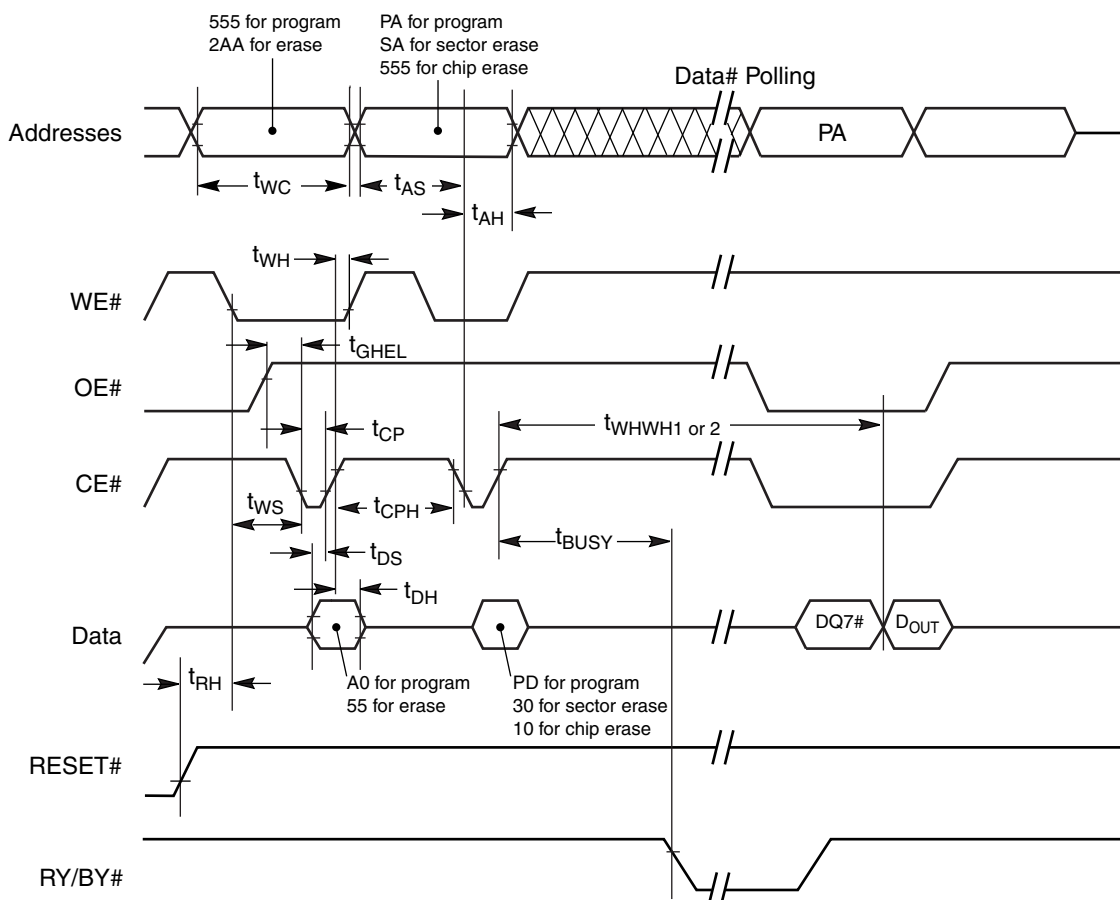 555 for program
2AA for erase
PA for program
SA for sector erase
555 for chip erase
Data# Polling
Addresses
PA
tWC
tAS
tAH
tWH
WE#
tGHEL
OE#
tWHWH1 or 2
tCP
CE#
tWS
tCPH
tBUSY
tDS
tDH
Data
DQ7#
DOUT
tRH
A0 for program
55 for erase
PD for program
30 for sector erase
10 for chip erase
RESET#
RY/BY#